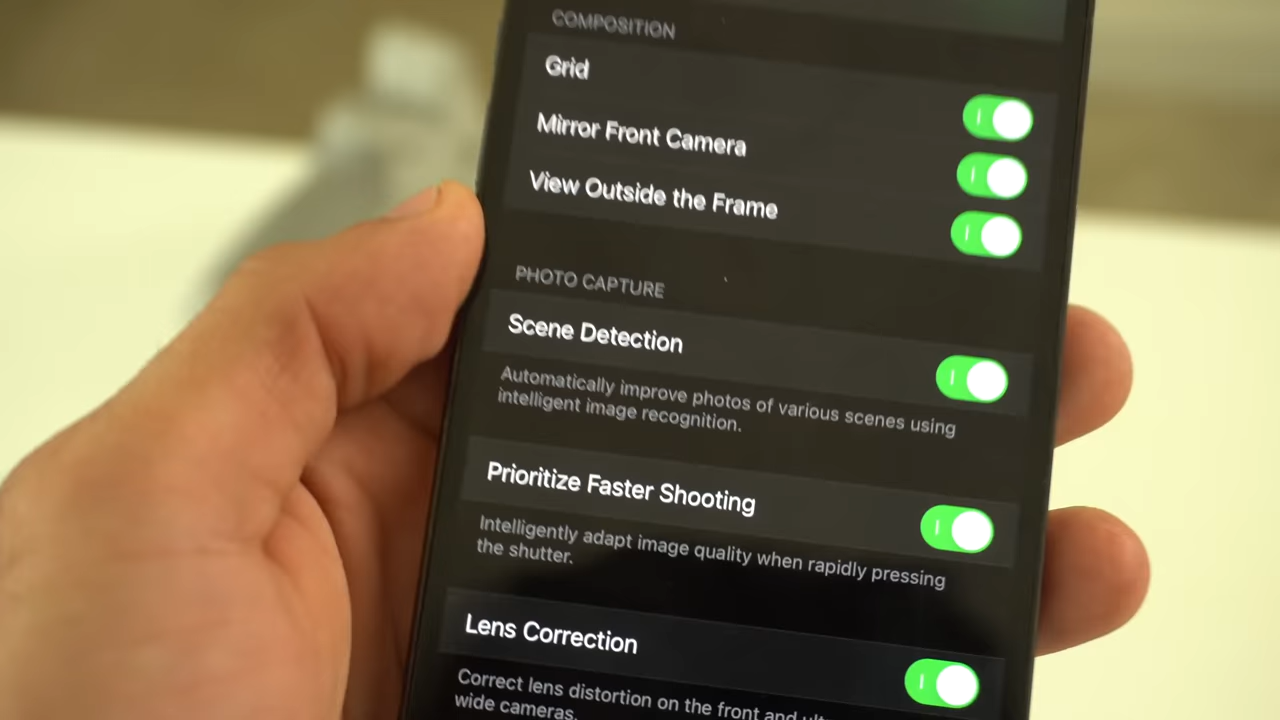 COMPOSITION
Grid
Mirror Front Camera
View Outside the Frame
PHOTO CAPTURE
Scene Detection
Automatically improve photos of various scenes using
intelligent image recognition.
Prioritize Faster Shooting
Intelligently adapt image quality when rapidly pressing
the shutter.
Lens Correction
Correct lens distortion on the front and
wide cameras.